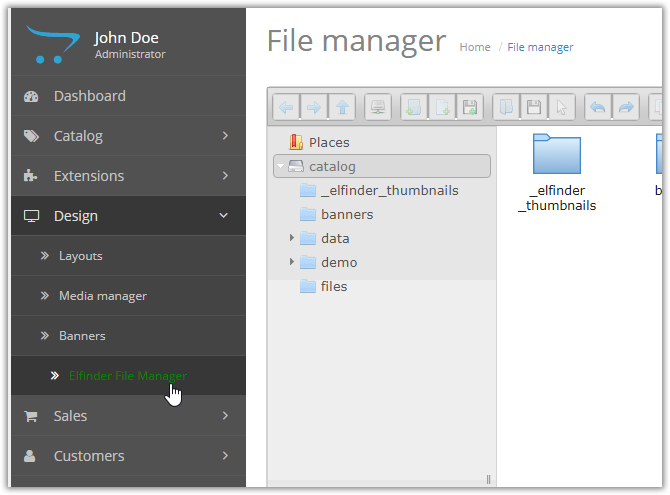 John Doe
Administrator
Dashboard
Catalog
Extensions
Design
Layouts
Media manager
Banners
Elfinder File Manager
Sales
Customers
File manager
Home / File manager
Places
catalog
_elfinder_thumbnails
banners
data
demo
files
_elfinder
_thumbnails